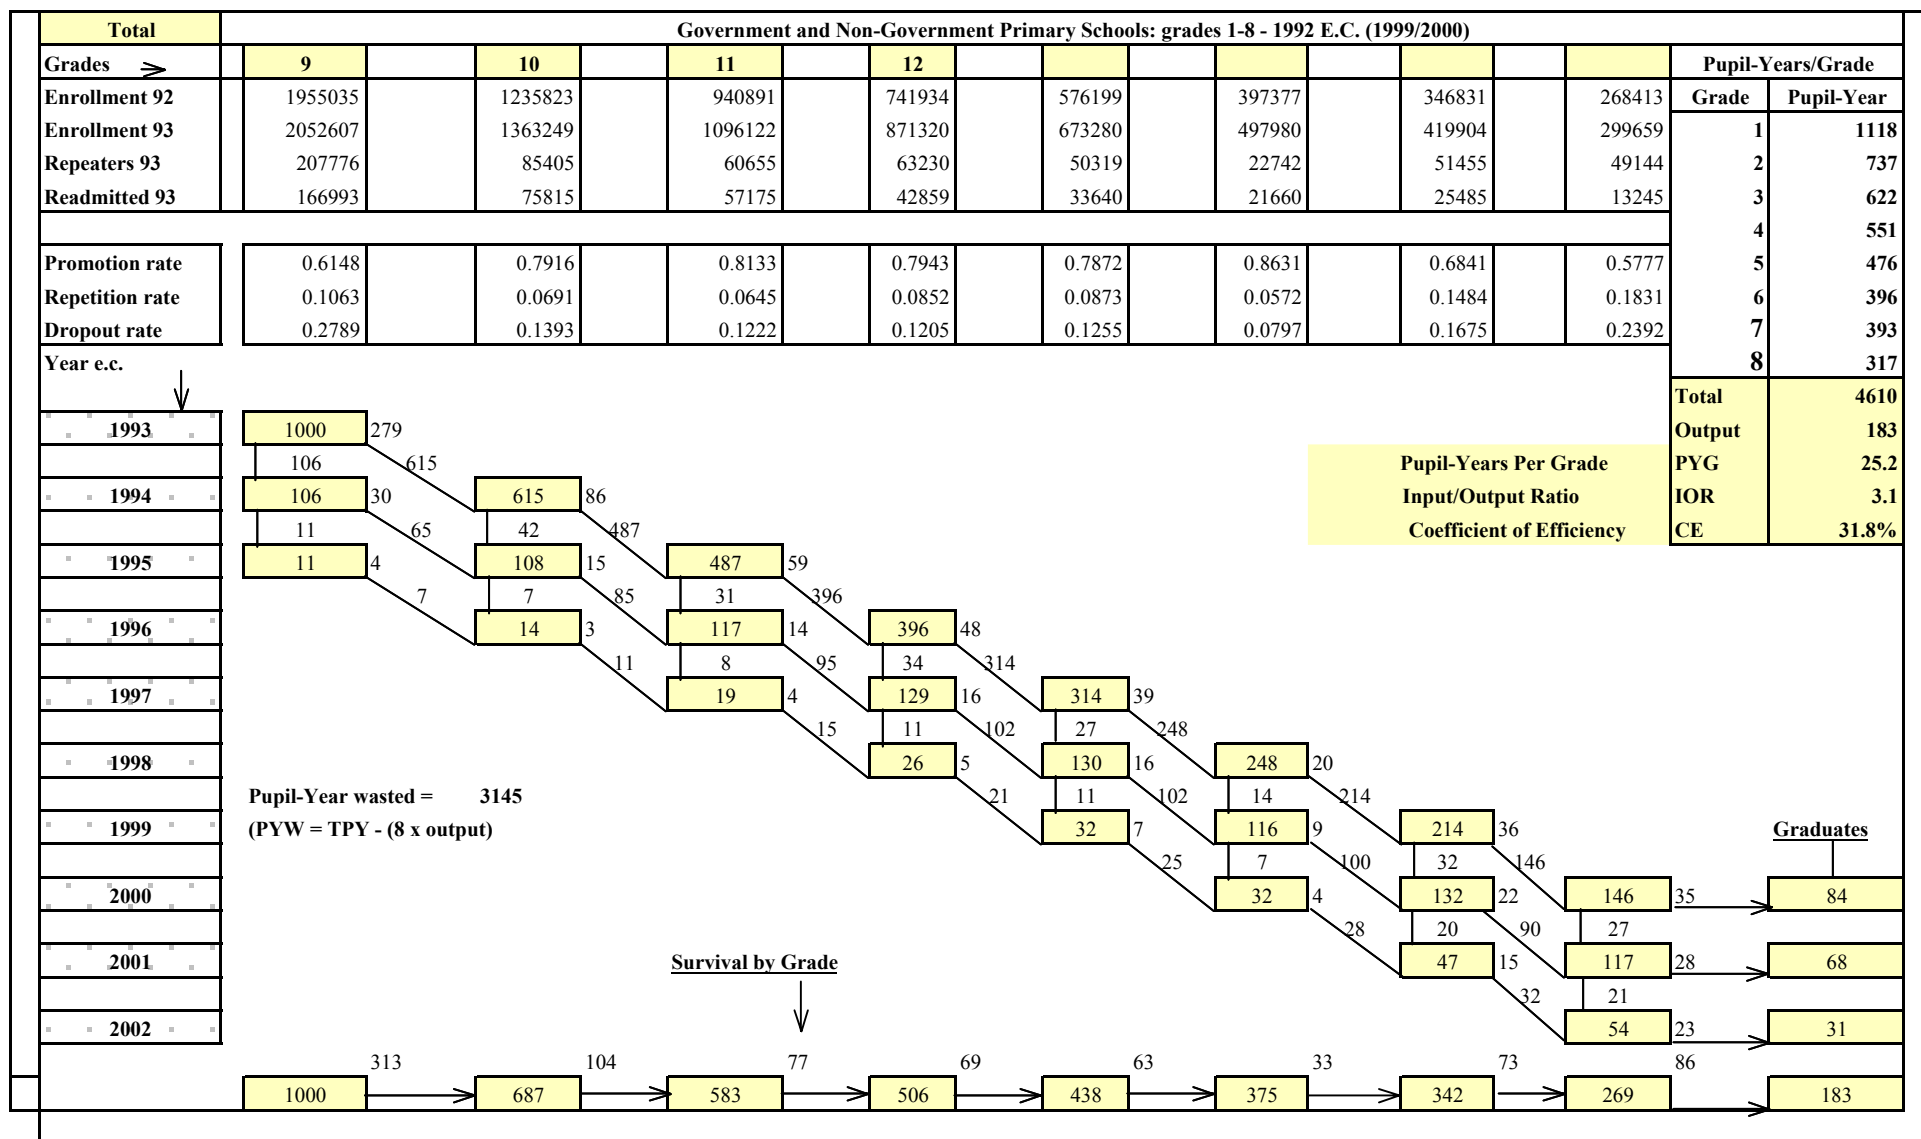 Total Government and Non-Government Primary Schools: grades 1-8 - 1992 E.C. (1999/2000)
Grades 9 10 11 12 Pupil-Years/Grade
Enrollment 92 1955035 1235823 940891 741934 576199 397377 346831 268413 Grade Pupil-Year
Enrollment 93 2052607 1363249 1096122 871320 673280 497980 419904 299659 1 1118
Repeaters 93 207776 85405 60655 63230 50319 22742 51455 49144 2 737
Readmitted 93 166993 75815 57175 42859 33640 21660 25485 13245 3 622
4 551
Promotion rate 0.6148 0.7916 0.8133 0.7943 0.7872 0.8631 0.6841 0.5777 5 476
Repetition rate 0.1063 0.0691 0.0645 0.0852 0.0873 0.0572 0.1484 0.1831 6 396
Dropout rate 0.2789 0.1393 0.1222 0.1205 0.1255 0.0797 0.1675 0.2392 7 393
Year e.c. 8 317
Total 4610
1993 1000 279 Output 183
106 615 Pupil-Years Per Grade PYG 25.2
1994 106 30 615 86 Input/Output Ratio IOR 3.1
11 65 42 487 Coefficient of Efficiency CE 31.8%
1995 11 4 108 15 487 59
7 7 85 31 396
1996 14 3 117 14 396 48
11 8 95 34 314
1997 19 4 129 16 314 39
15 11 102 27 248
1998 26 5 130 16 248 20
Pupil-Year wasted = 3145 21 11 102 14 214
1999 (PYW = TPY - (8 x output) 32 7 116 9 214 36 Graduates
25 7 100 32 146
2000 32 4 132 22 146 35 84
28 20 90 27
2001 Survival by Grade 47 15 117 28 68
32 21
2002 54 23 31
313 104 77 69 63 33 73 86
1000 687 583 506 438 375 342 269 183